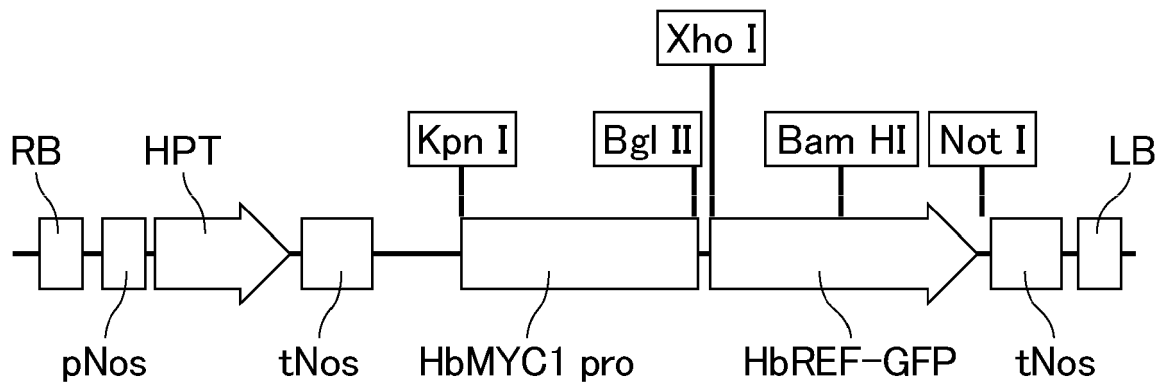 Xho I
Kpn I
Bgl II
Bam HI
Not I
RB
HPT
LB
pNos
tNos
HbMYC1 pro
HbREF-GFP
tNos